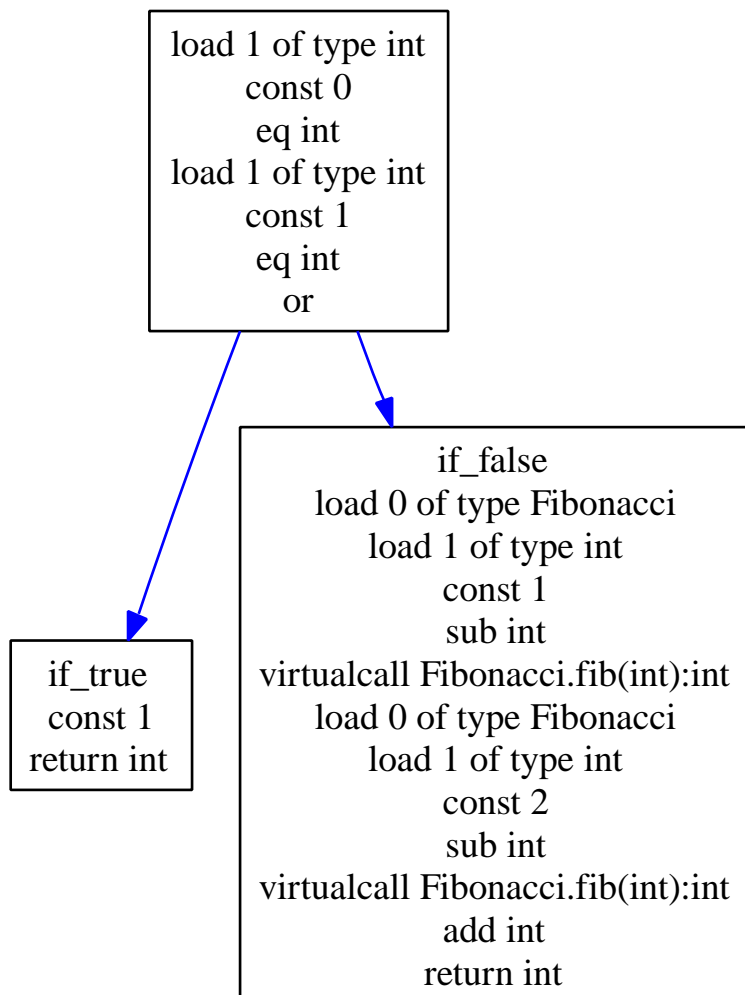 load 1 of type int
const 0
eq int
load 1 of type int
const 1
eq int
or
if_true
const 1
return int
if_false
load 0 of type Fibonacci
load 1 of type int
const 1
sub int
virtualcall Fibonacci.fib(int):int
load 0 of type Fibonacci
load 1 of type int
const 2
sub int
virtualcall Fibonacci.fib(int):int
add int
return int